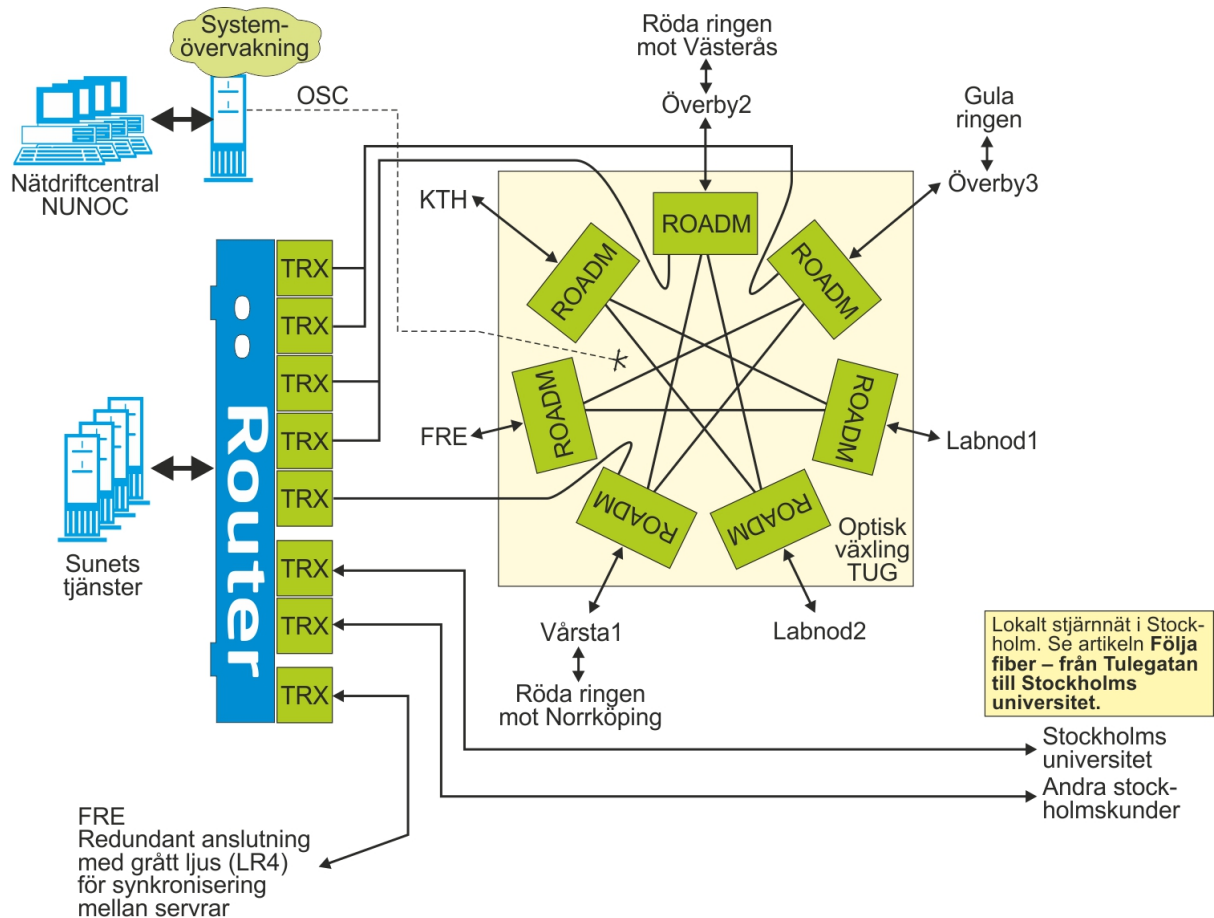 System-
övervakning
OSC
Nätdriftcentral
NUNOC
Röda ringen
mot Västerås
Överby2
Gula
ringen
Överby3
KTH
ROADM
ROADM
ROADM
ROADM
ROADM
ROADM
ROADM
FRE
Labnod1
Optisk
växling
TUG
Vårsta1
Labnod2
Röda ringen
mot Norrköping
Router
TRX
TRX
TRX
TRX
TRX
TRX
TRX
TRX
Sunets
tjänster
Lokalt stjärnnät i Stock-
holm. Se artikeln Följa
fiber – från Tulegatan
till Stockholms
universitet.
Stockholms
universitet
Andra stock-
holmskunder
FRE
Redundant anslutning
med grått ljus (LR4)
för synkronisering
mellan servrar